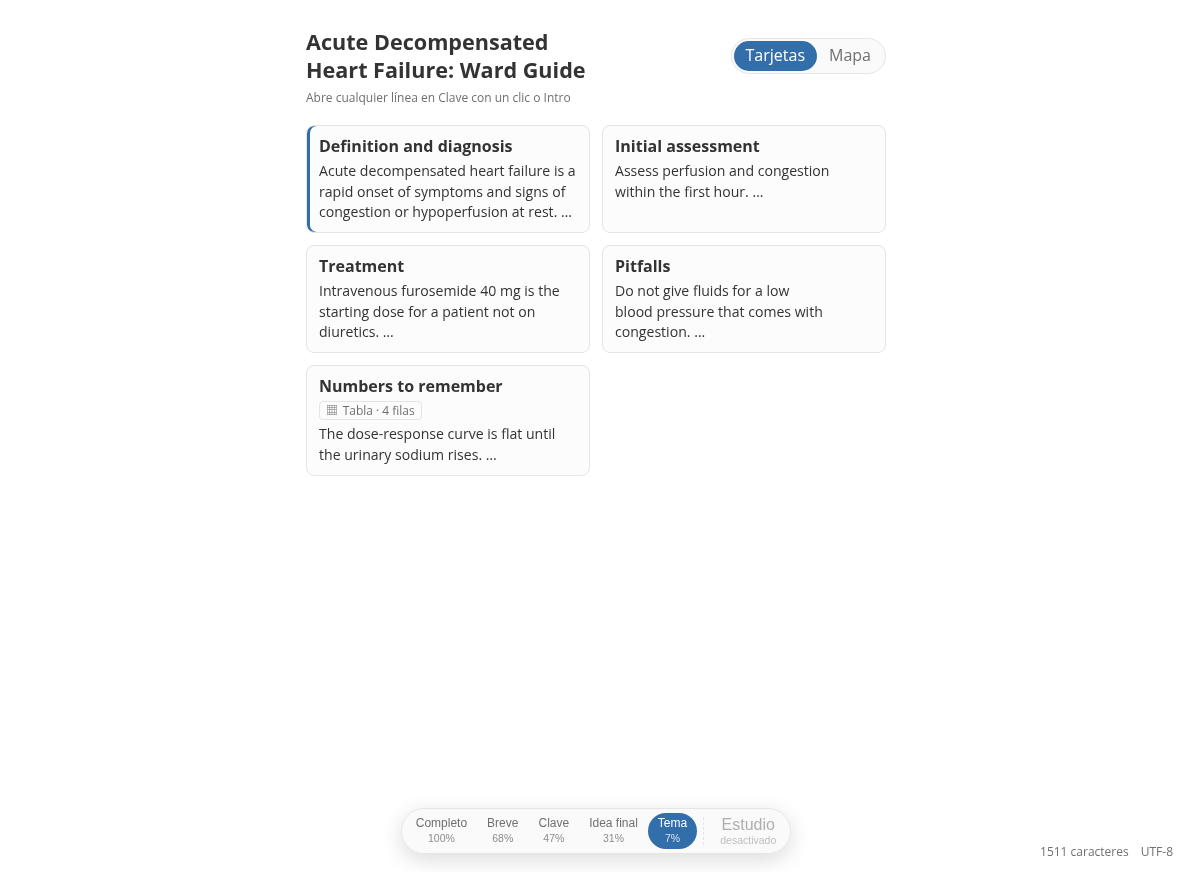 Acute Decompensated
Heart Failure: Ward Guide
Abre cualquier línea en Clave con un clic o Intro
Tarjetas
Mapa
Definition and diagnosis
Acute decompensated heart failure is a
rapid onset of symptoms and signs of
congestion or hypoperfusion at rest. ...
Initial assessment
Assess perfusion and congestion
within the first hour. ...
Treatment
Intravenous furosemide 40 mg is the
starting dose for a patient not on
diuretics. ...
Pitfalls
Do not give fluids for a low
blood pressure that comes with
congestion. ...
Numbers to remember
Tabla · 4 filas
The dose-response curve is flat until
the urinary sodium rises. ...
Completo
100%
Breve
68%
Clave
47%
Idea final
31%
Tema
7%
Estudio
desactivado
1511 caracteres
UTF-8